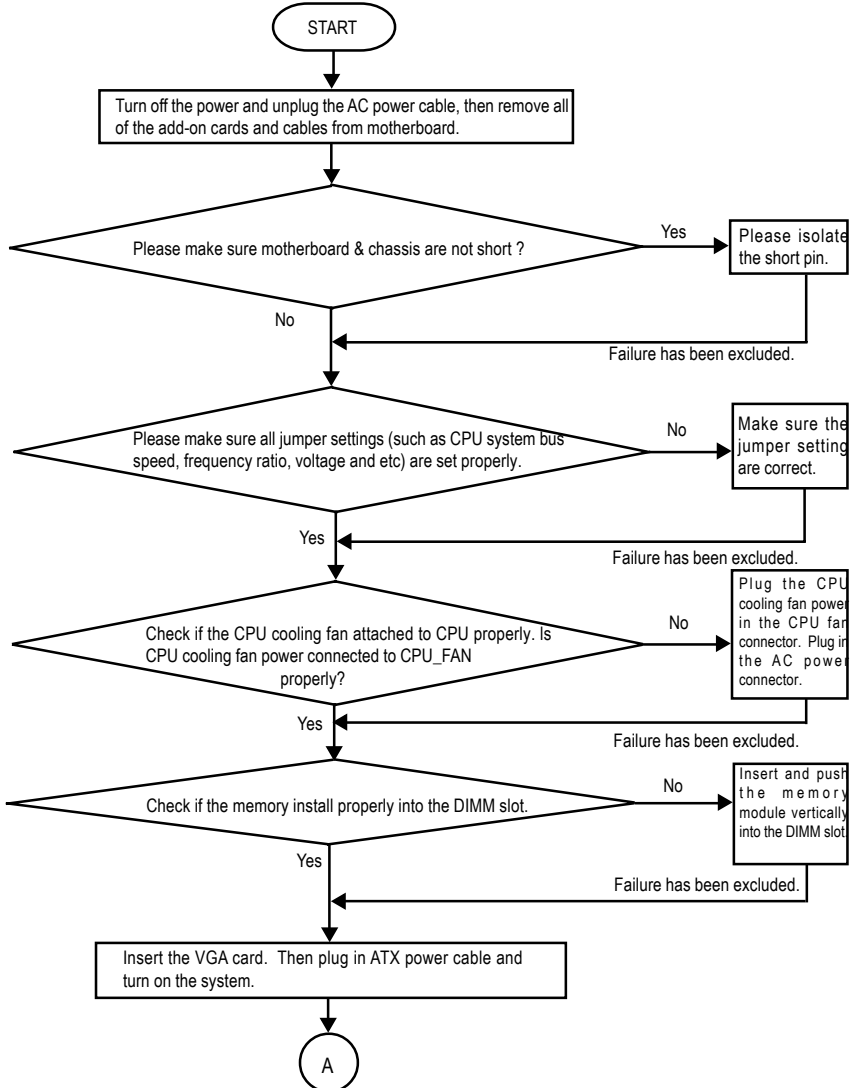 START
Turn off the power and unplug the AC power cable, then remove all
of the add-on cards and cables from motherboard.
Please make sure motherboard & chassis are not short ?
Yes
Please isolate
the short pin.
No
Failure has been excluded.
Please make sure all jumper settings (such as CPU system bus
speed, frequency ratio, voltage and etc) are set properly.
No
Make sure the
jumper setting
are correct.
Yes
Failure has been excluded.
Check if the CPU cooling fan attached to CPU properly. Is
CPU cooling fan power connected to CPU_FAN
properly?
No
Plug the CPU
cooling fan power
in the CPU fan
connector. Plug in
the AC power
connector.
Yes
Failure has been excluded.
Check if the memory install properly into the DIMM slot.
No
Insert and push
the memory
module vertically
into the DIMM slot.
Yes
Failure has been excluded.
Insert the VGA card. Then plug in ATX power cable and
turn on the system.
A